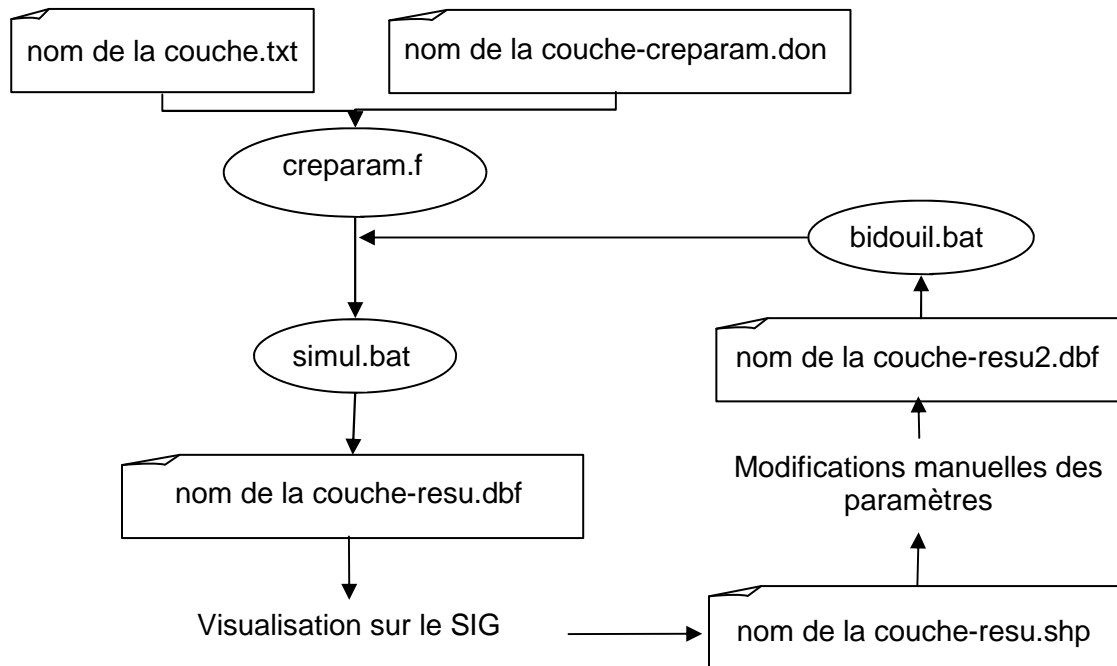 nom de la couche.txt
nom de la couche-creparam.don
creparam.f
bidouil.bat
simul.bat
nom de la couche-resu2.dbf
nom de la couche-resu.dbf
Modifications manuelles des
paramètres
Visualisation sur le SIG
nom de la couche-resu.shp